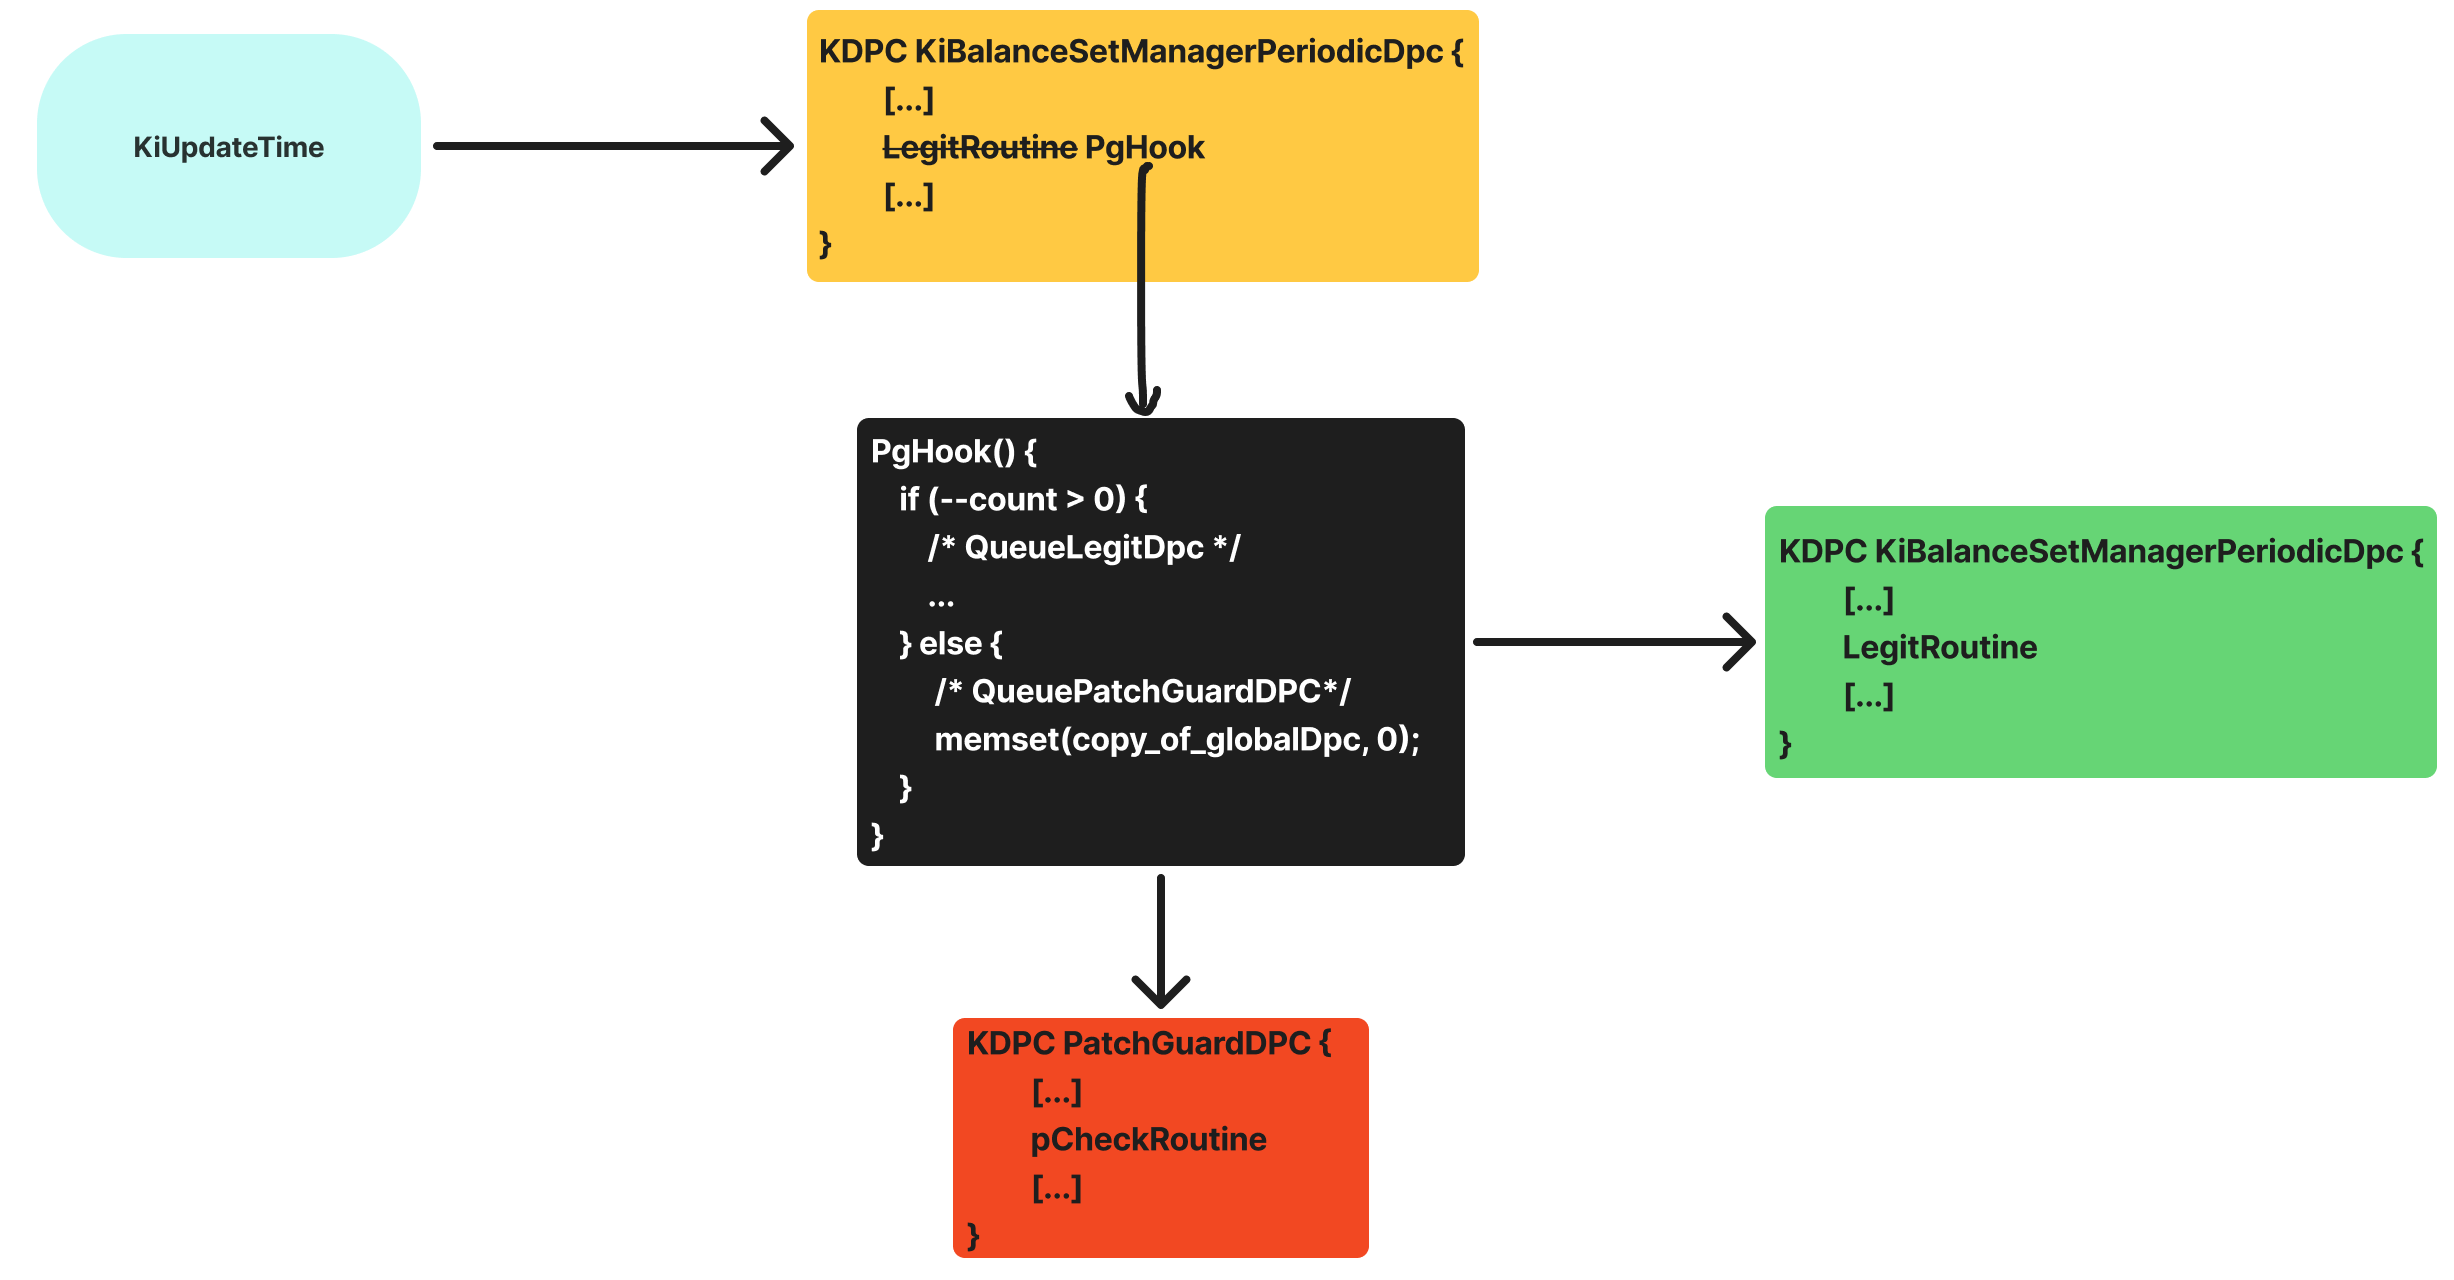 KiUpdateTime
KDPC KiBalanceSetManagerPeriodicDpc {
[...]
LegitRoutine PgHook
[...]
}
PgHook() {
if (--count > 0) {
/* QueueLegitDpc */
...
} else {
/* QueuePatchGuardDPC*/
memset(copy_of_globalDpc, 0);
}
}
KDPC KiBalanceSetManagerPeriodicDpc {
[...]
LegitRoutine
[...]
}
KDPC PatchGuardDPC {
[...]
pCheckRoutine
[...]
}